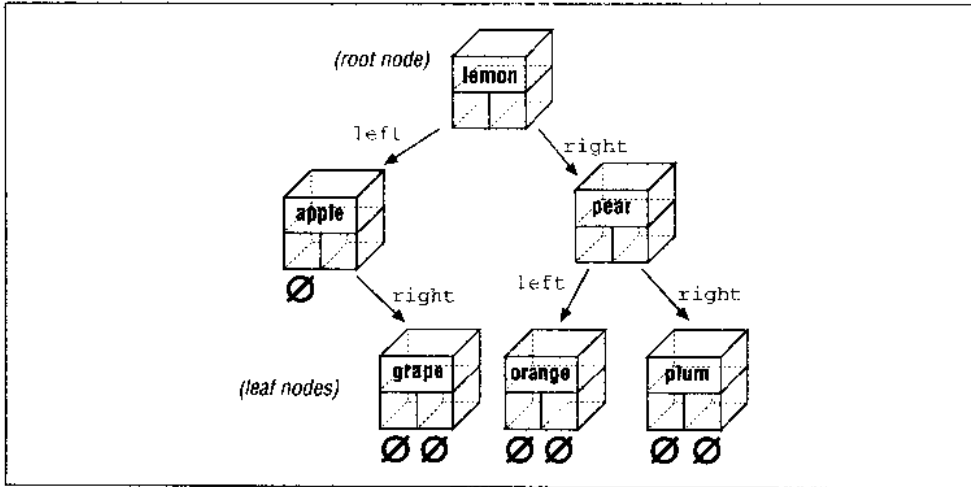 (root node)
lemon
left
right
apple
pear
Ø
right
left
right
(leaf nodes)
grape
orange
plum
Ø Ø
Ø Ø
Ø Ø